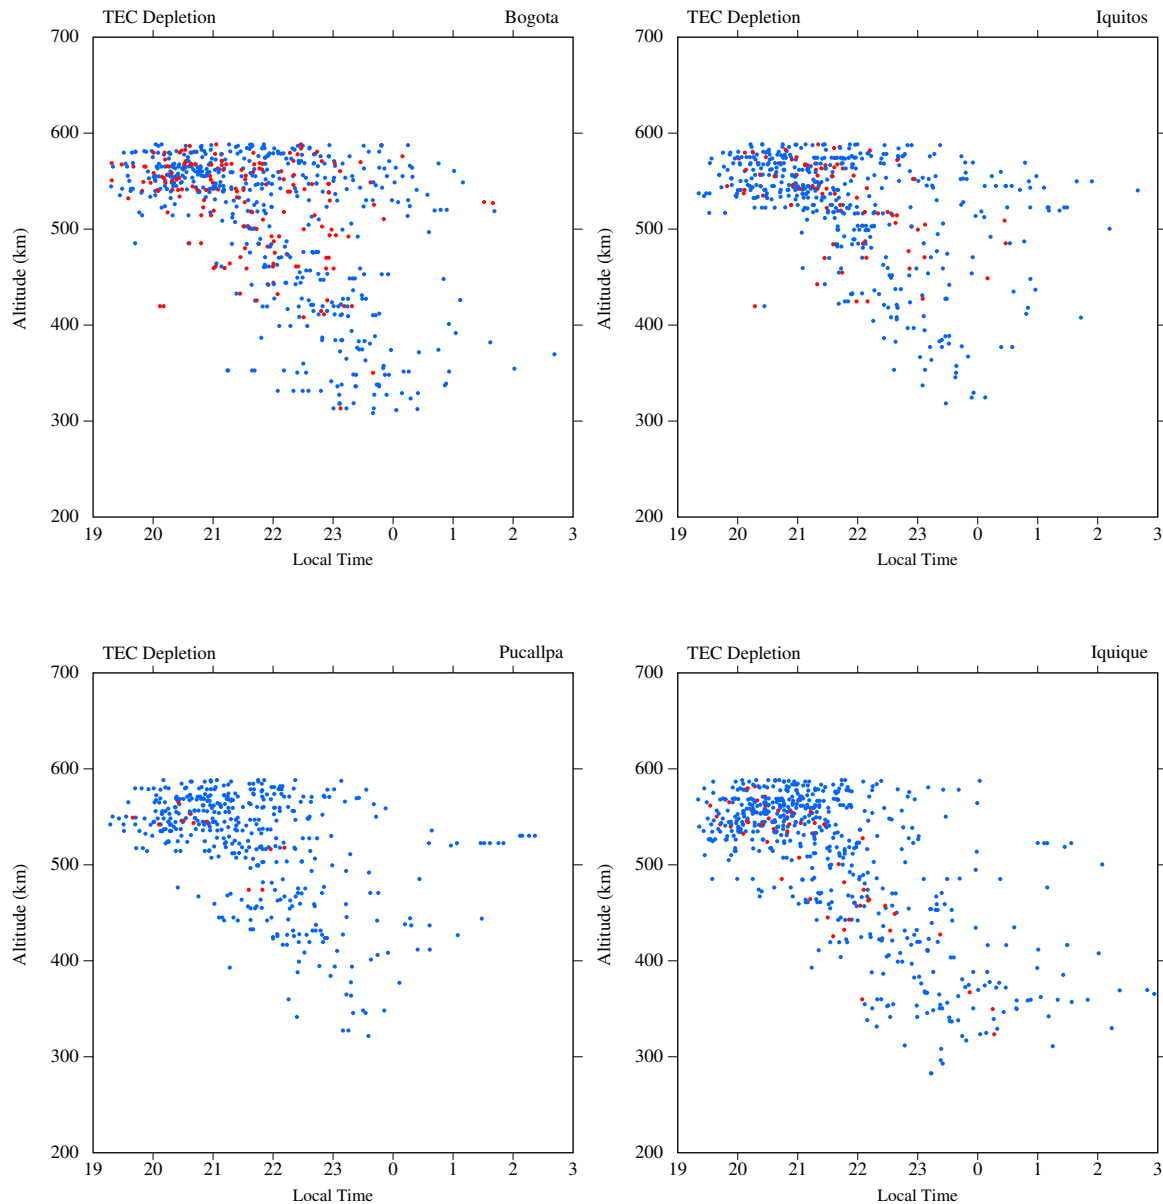 TEC Depletion Bogota
700
600
500
400
300
200
Altitude (km)
19 20 21 22 23 0 1 2 3
Local Time
TEC Depletion Iquitos
700
600
500
400
300
200
Altitude (km)
19 20 21 22 23 0 1 2 3
Local Time
TEC Depletion Pucallpa
700
600
500
400
300
200
Altitude (km)
19 20 21 22 23 0 1 2 3
Local Time
TEC Depletion Iquique
700
600
500
400
300
200
Altitude (km)
19 20 21 22 23 0 1 2 3
Local Time